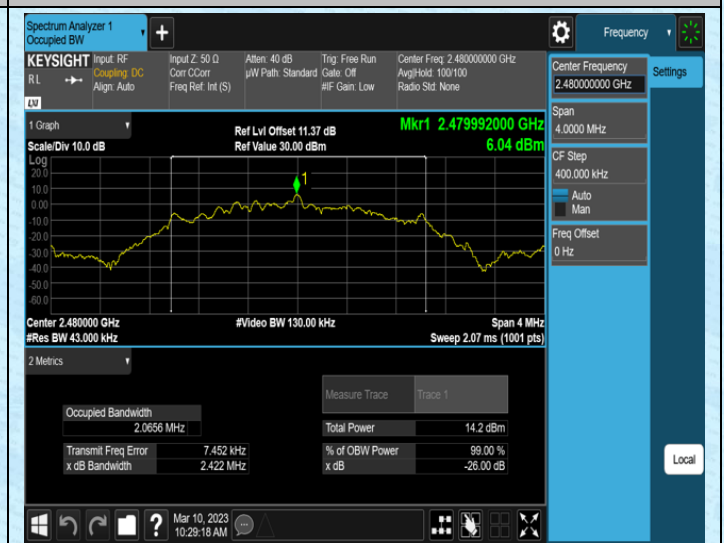 Spectrum Analyzer 1
Occupied BW
+
Frequency
KEYSIGHT
R L
LXI
Input: RF
Coupling: DC
Align: Auto
Input Z: 50 Ω
Corr CCorr
Freq Ref: Int (S)
Atten: 40 dB
µW Path: Standard
Trig: Free Run
Gate: Off
#IF Gain: Low
Center Freq: 2.480000000 GHz
Avg|Hold: 100/100
Radio Std: None
Center Frequency
2.480000000 GHz
Settings
Span
4.0000 MHz
CF Step
400.000 kHz
Auto
Man
Freq Offset
0 Hz
Local
1 Graph
Scale/Div 10.0 dB
Ref Lvl Offset 11.37 dB
Ref Value 30.00 dBm
Mkr1 2.479992000 GHz
6.04 dBm
Log
20.0
10.0
0.00
-10.0
-20.0
-30.0
-40.0
-50.0
-60.0
1
Center 2.480000 GHz
#Res BW 43.000 kHz
#Video BW 130.00 kHz
Span 4 MHz
Sweep 2.07 ms (1001 pts)
2 Metrics
Measure Trace Trace 1
Occupied Bandwidth
2.0656 MHz
Total Power 14.2 dBm
Transmit Freq Error 7.452 kHz
% of OBW Power 99.00 %
x dB Bandwidth 2.422 MHz
x dB -26.00 dB
?
Mar 10, 2023
10:29:18 AM